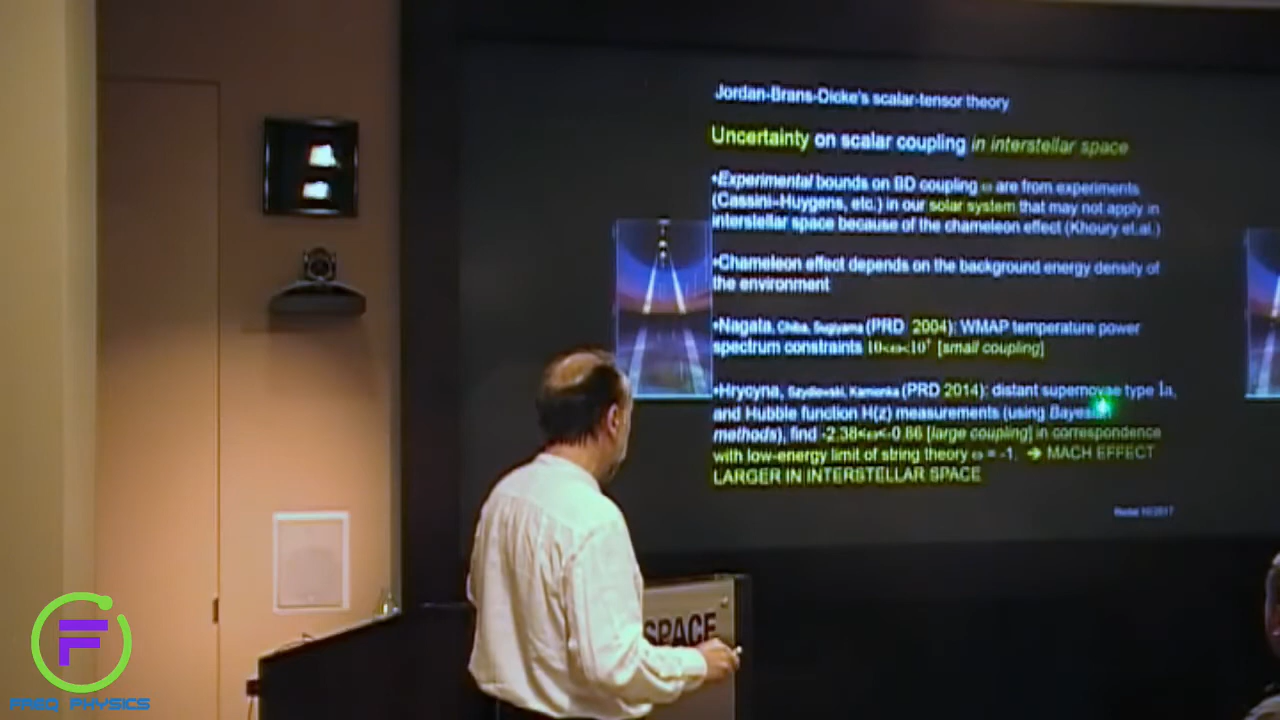 Jordan-Brans-Dicke's scalar-tensor theory
Uncertainty on scalar coupling in interstellar space
•Experimental bounds on BD coupling ω are from experiments
(Cassini–Huygens, etc.) in our solar system that may not apply in
interstellar space because of the chameleon effect (Khoury et.al.)
•Chameleon effect depends on the background energy density of
the environment
•Nagata, Chiba, Sugiyama (PRD 2004): WMAP temperature power
spectrum constraints [small coupling]
•Hrycyna, Szydlowski, Kamionka (PRD 2014): distant supernovae type 1a,
and Hubble function H(z) measurements (using Bayesian
methods), find -2.38<ω<-0.86 [large coupling] in correspondence
with low-energy limit of string theory ω = -1. ➔ MACH EFFECT
LARGER IN INTERSTELLAR SPACE
10/2017
SPACE
F
FREQ PHYSICS